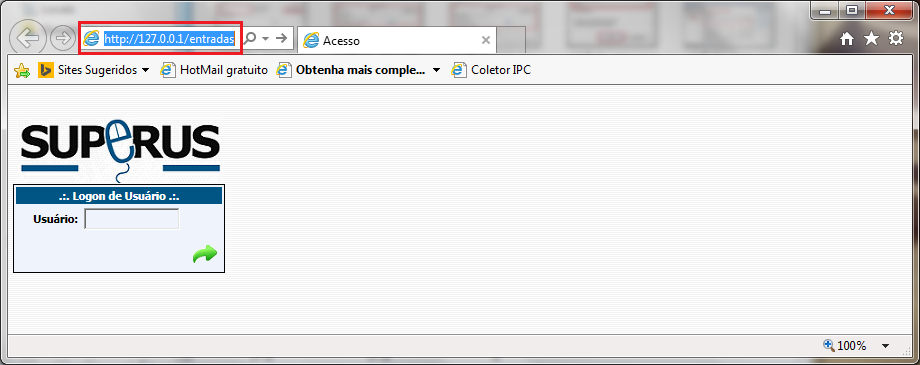 http://127.0.0.1/entradas
Acesso
Sites Sugeridos
HotMail gratuito
Obtenha mais comple...
Coletor IPC
SUPeRUS
.:. Logon de Usuário .:.
Usuário:
100%